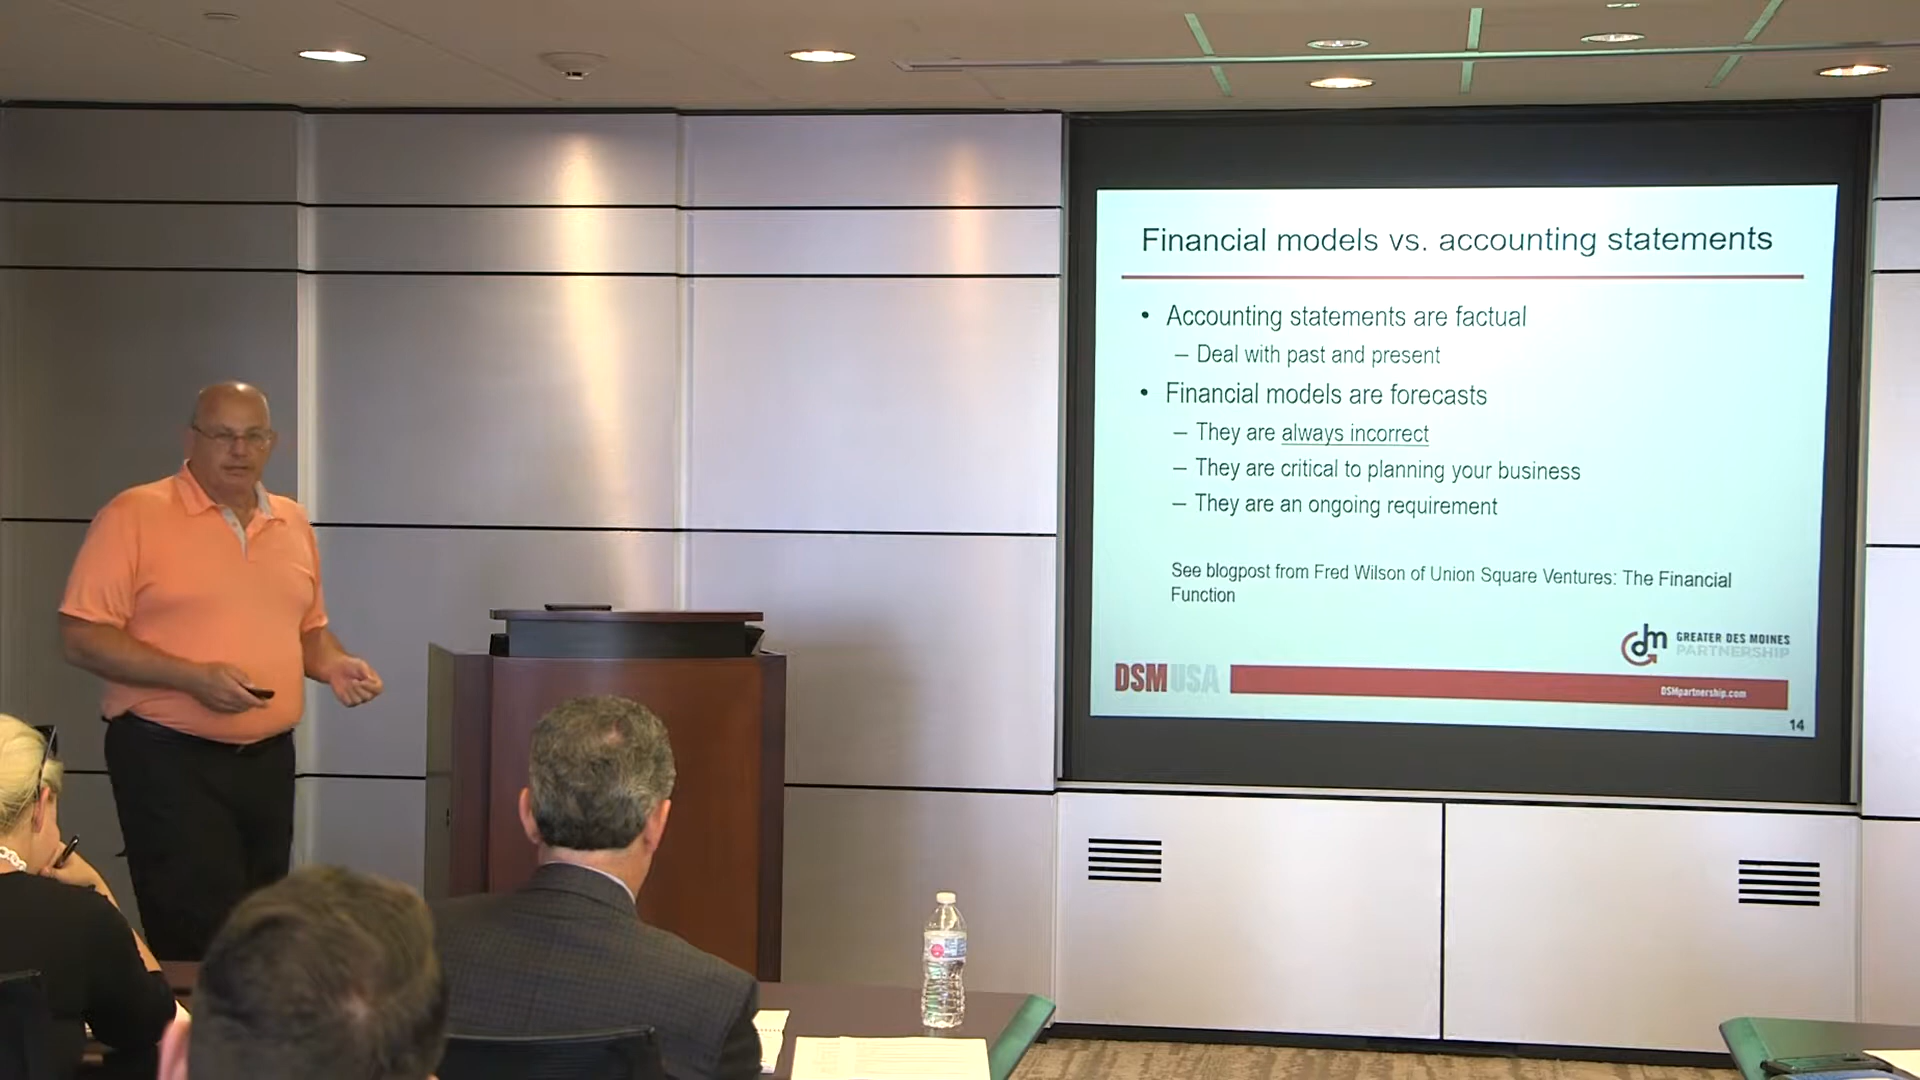 Financial models vs. accounting statements
• Accounting statements are factual
– Deal with past and present
• Financial models are forecasts
– They are always incorrect
– They are critical to planning your business
– They are an ongoing requirement
See blogpost from Fred Wilson of Union Square Ventures: The Financial
Function
dm
GREATER DES MOINES
PARTNERSHIP
DSM USA
DSMpartnership.com
14